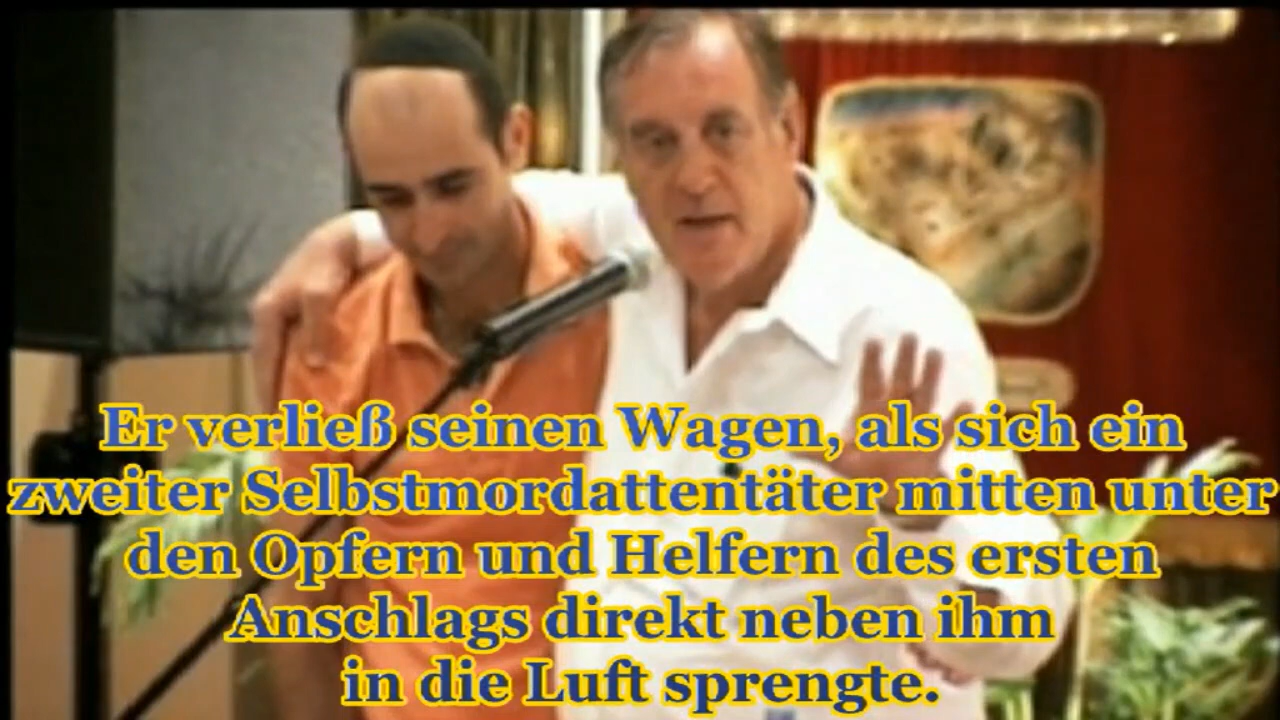 Er verließ seinen Wagen, als sich ein
zweiter Selbstmordattentäter mitten unter
den Opfern und Helfern des ersten
Anschlags direkt neben ihm
in die Luft sprengte.